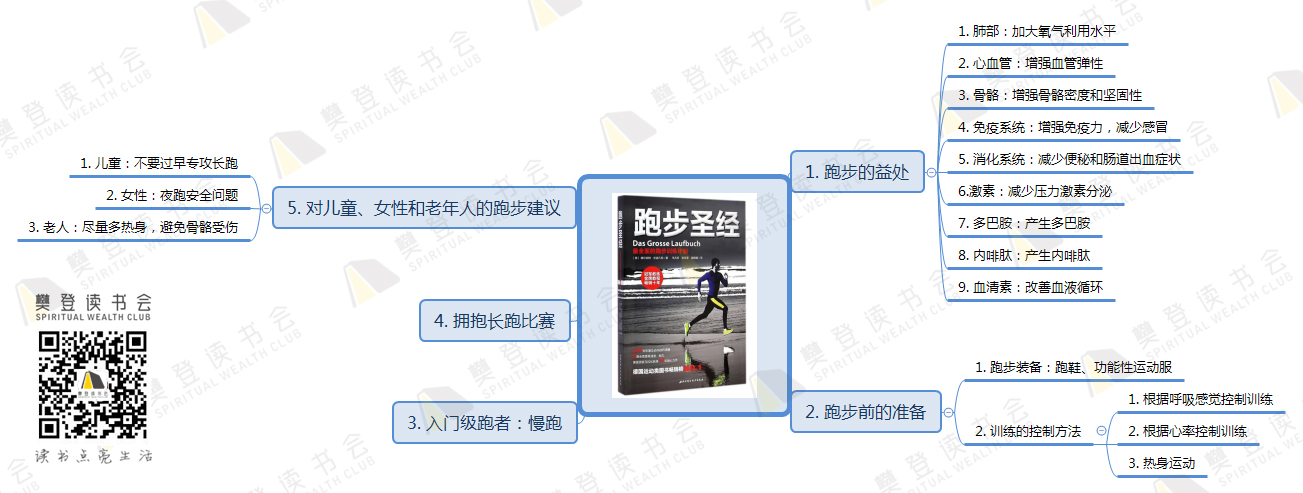 1. 跑步的益处
1. 肺部：加大氧气利用水平
2. 心血管：增强血管弹性
3. 骨骼：增强骨骼密度和坚固性
4. 免疫系统：增强免疫力，减少感冒
5. 消化系统：减少便秘和肠道出血症状
6.激素：减少压力激素分泌
7. 多巴胺：产生多巴胺
8. 内啡肽：产生内啡肽
9. 血清素：改善血液循环
2. 跑步前的准备
1. 跑步装备：跑鞋、功能性运动服
2. 训练的控制方法
1. 根据呼吸感觉控制训练
2. 根据心率控制训练
3. 热身运动
3. 入门级跑者：慢跑
4. 拥抱长跑比赛
5. 对儿童、女性和老年人的跑步建议
1. 儿童：不要过早专攻长跑
2. 女性：夜跑安全问题
3. 老人：尽量多热身，避免骨骼受伤
跑步圣经
跑步圣经
Das Grosse Laufbuch
樊登读书会
SPIRITUAL WEALTH CLUB
读书点亮生活